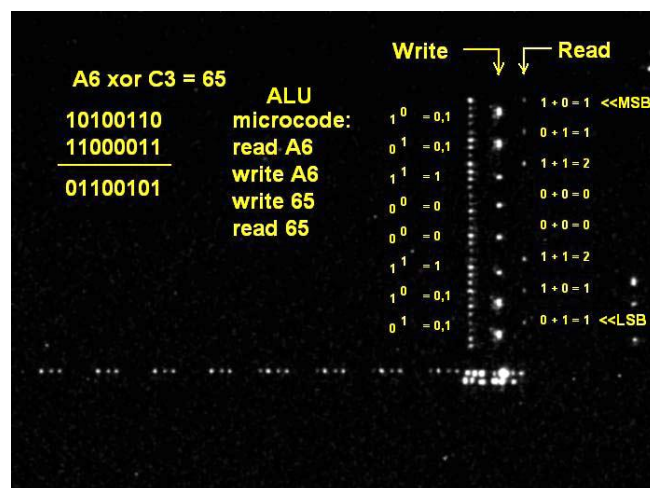 A6 xor C3 = 65
10100110
11000011
01100101
ALU
microcode:
read A6
write A6
write 65
read 65
Write
1 0 = 0,1
0 1 = 0,1
1 1 = 1
0 0 = 0
0 0 = 0
1 1 = 1
1 0 = 0,1
0 1 = 0,1
Read
1 + 0 = 1 <<MSB
0 + 1 = 1
1 + 1 = 2
0 + 0 = 0
0 + 0 = 0
1 + 1 = 2
1 + 0 = 1
0 + 1 = 1 <<LSB